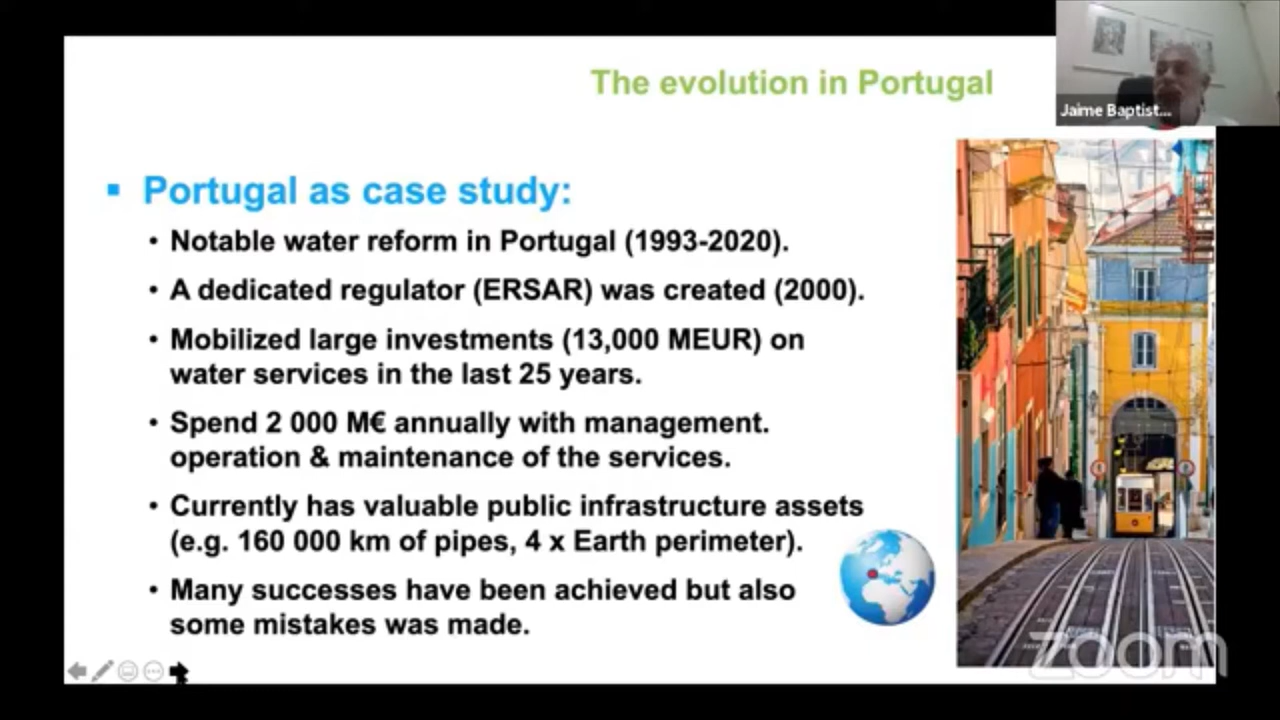 The evolution in Portugal
Jaime Baptist...
▪ Portugal as case study:
• Notable water reform in Portugal (1993-2020).
• A dedicated regulator (ERSAR) was created (2000).
• Mobilized large investments (13,000 MEUR) on
water services in the last 25 years.
• Spend 2 000 M€ annually with management.
operation & maintenance of the services.
• Currently has valuable public infrastructure assets
(e.g. 160 000 km of pipes, 4 x Earth perimeter).
• Many successes have been achieved but also
some mistakes was made.
zoom